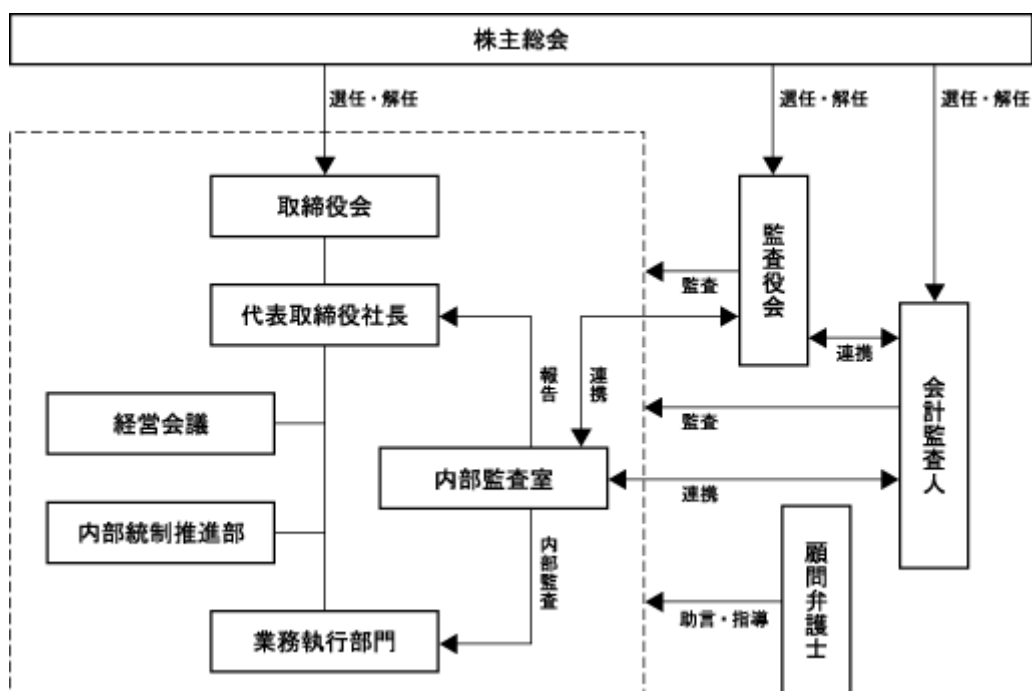 株主総会
選任・解任
選任・解任
選任・解任
取締役会
監査役会
監査
代表取締役社長
連携
報告
連携
会計監査人
経営会議
監査
内部監査室
連携
内部統制推進部
内部監査
顧問弁護士
助言・指導
業務執行部門